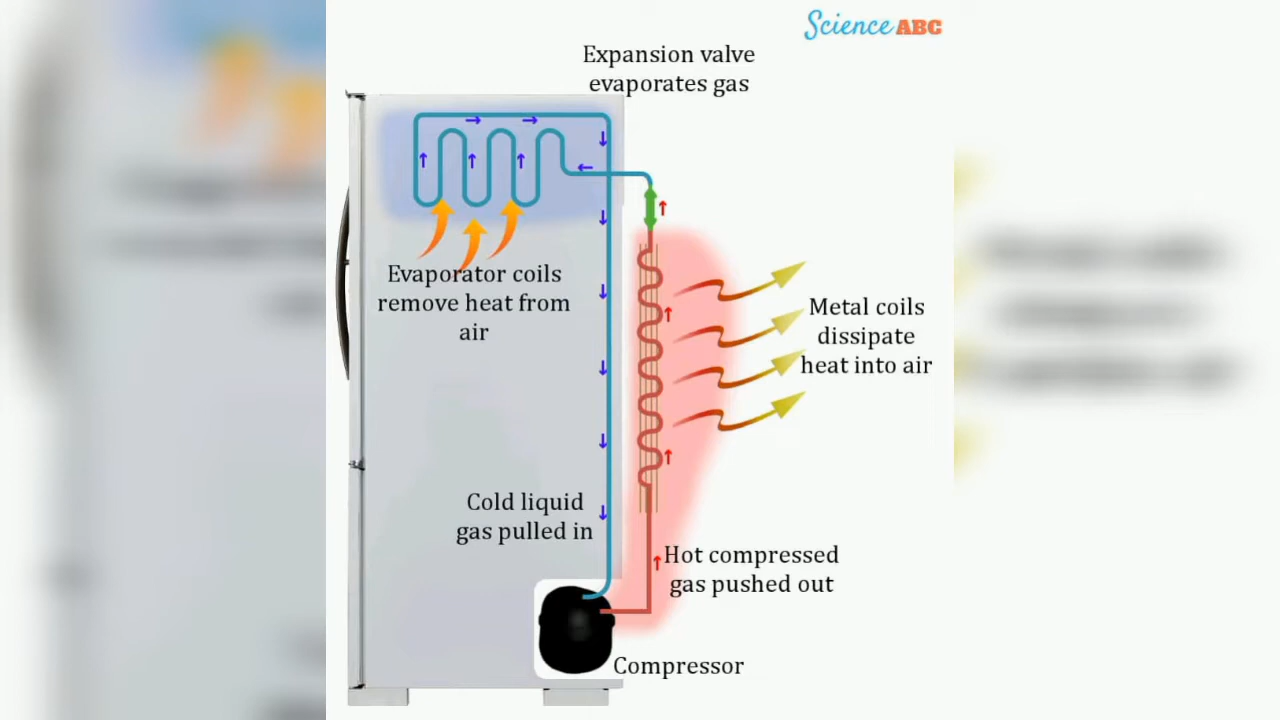 Science ABC
Expansion valve
evaporates gas
Evaporator coils
remove heat from
air
Metal coils
dissipate
heat into air
Cold liquid
gas pulled in
Hot compressed
gas pushed out
Compressor